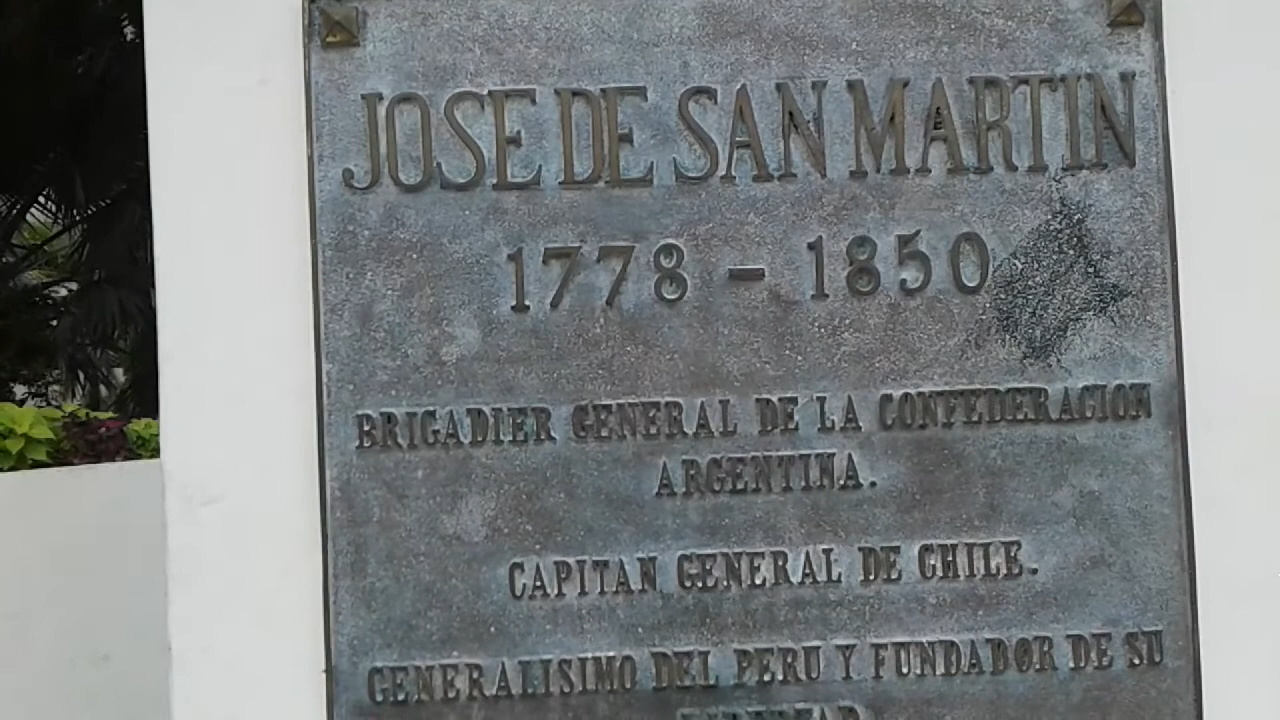 JOSE DE SAN MARTIN
1778 - 1850
BRIGADIER GENERAL DE LA CONFEDERACION
ARGENTINA.
CAPITAN GENERAL DE CHILE.
GENERALISIMO DEL PERU Y FUNDADOR DE SU